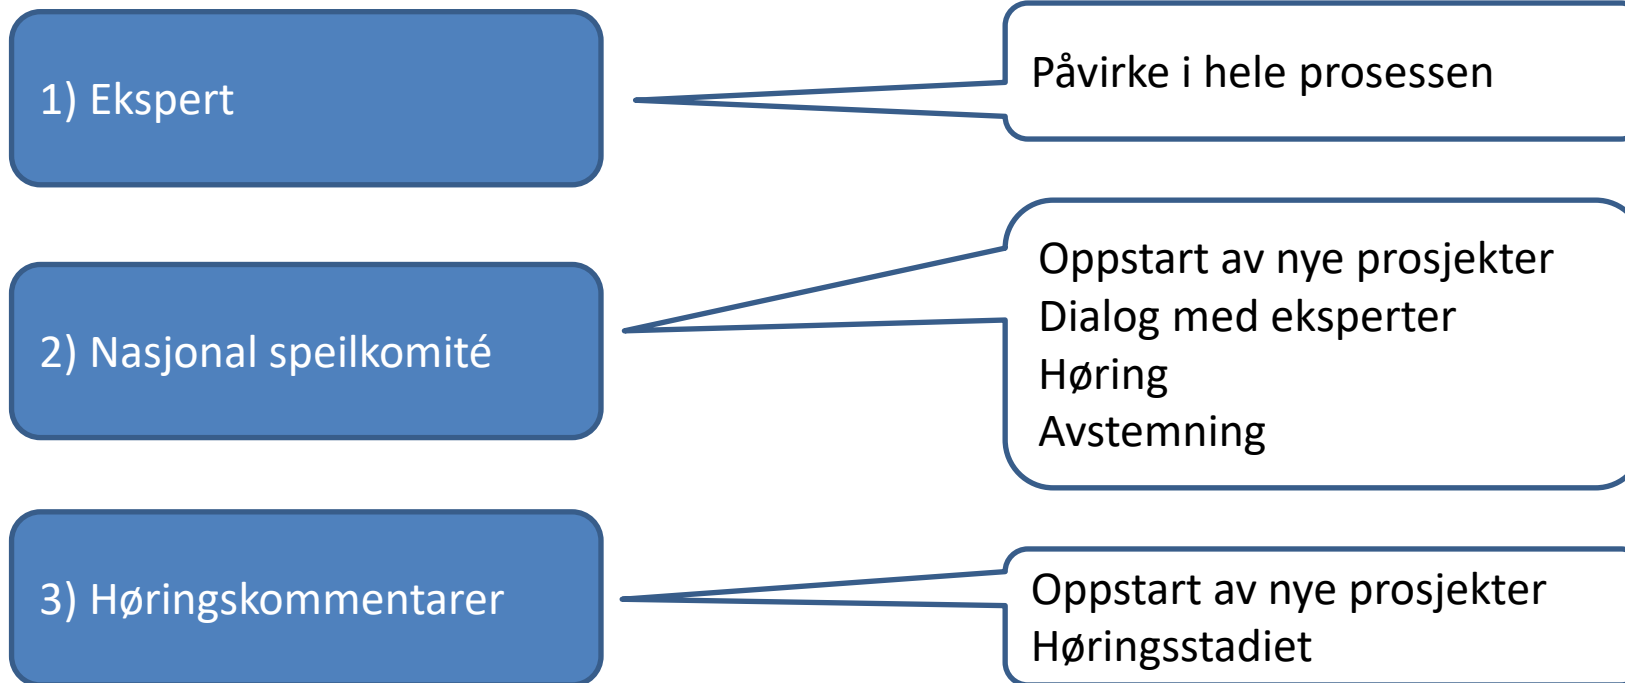 1) Ekspert
Påvirke i hele prosessen
2) Nasjonal speilkomité
Oppstart av nye prosjekter
Dialog med eksperter
Høring
Avstemning
3) Høringskommentarer
Oppstart av nye prosjekter
Høringsstadiet